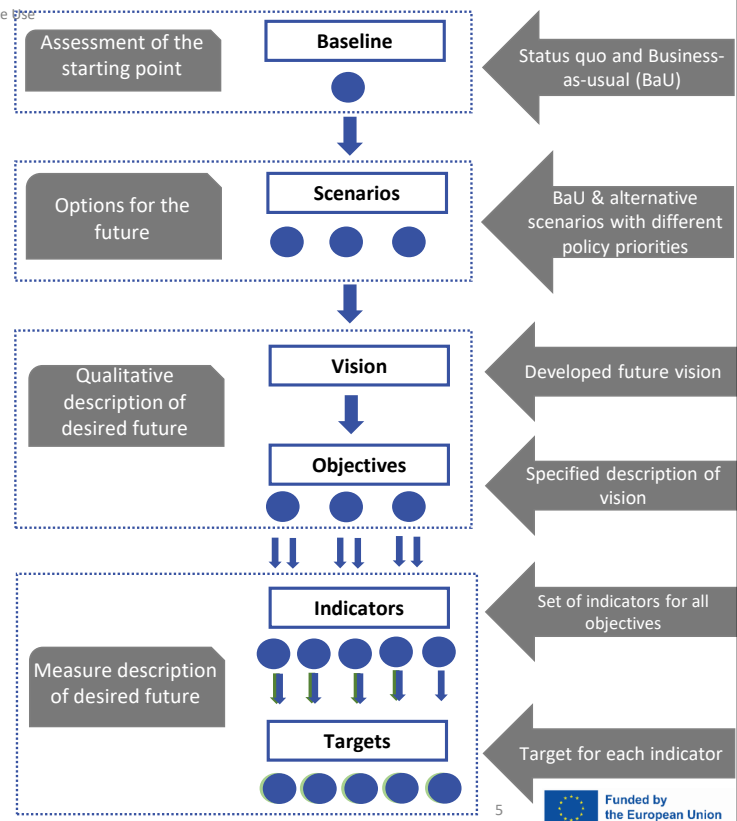 e Use
Assessment of the
starting point
Baseline
Status quo and Business-
as-usual (BaU)
Options for the
future
Scenarios
BaU & alternative
scenarios with different
policy priorities
Qualitative
description of
desired future
Vision
Developed future vision
Objectives
Specified description of
vision
Indicators
Set of indicators for all
objectives
Measure description
of desired future
Targets
Target for each indicator
5
Funded by
the European Union